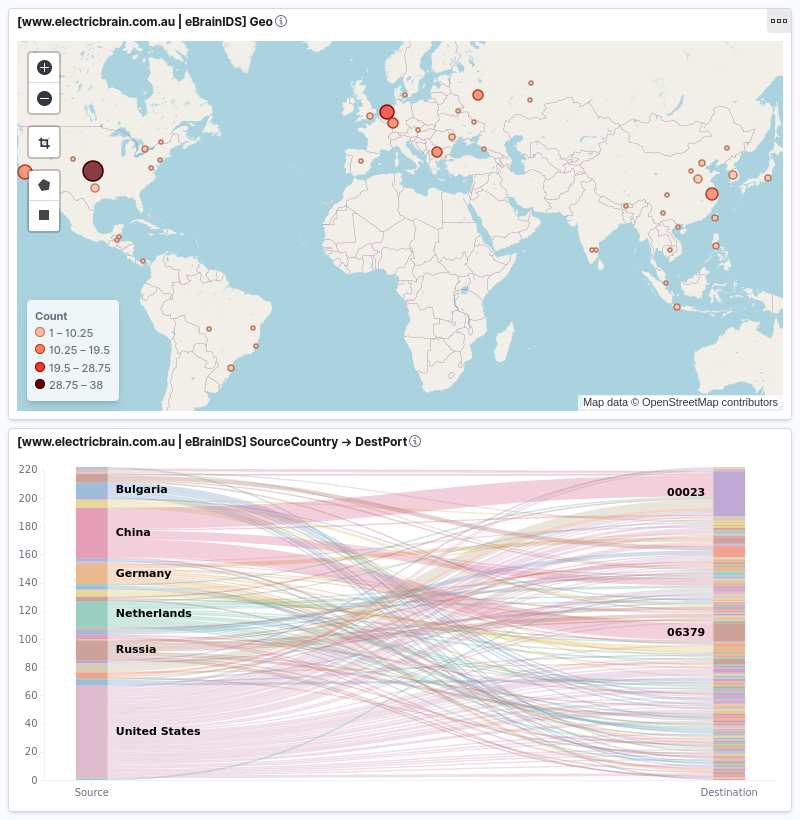 [www.electricbrain.com.au | eBrainIDS] Geo
Count
1 – 10.25
10.25 – 19.5
19.5 – 28.75
28.75 – 38
Map data © OpenStreetMap contributors
[www.electricbrain.com.au | eBrainIDS] SourceCountry → DestPort
220
200
180
160
140
120
100
80
60
40
20
0
Bulgaria
China
Germany
Netherlands
Russia
United States
00023
06379
Source
Destination